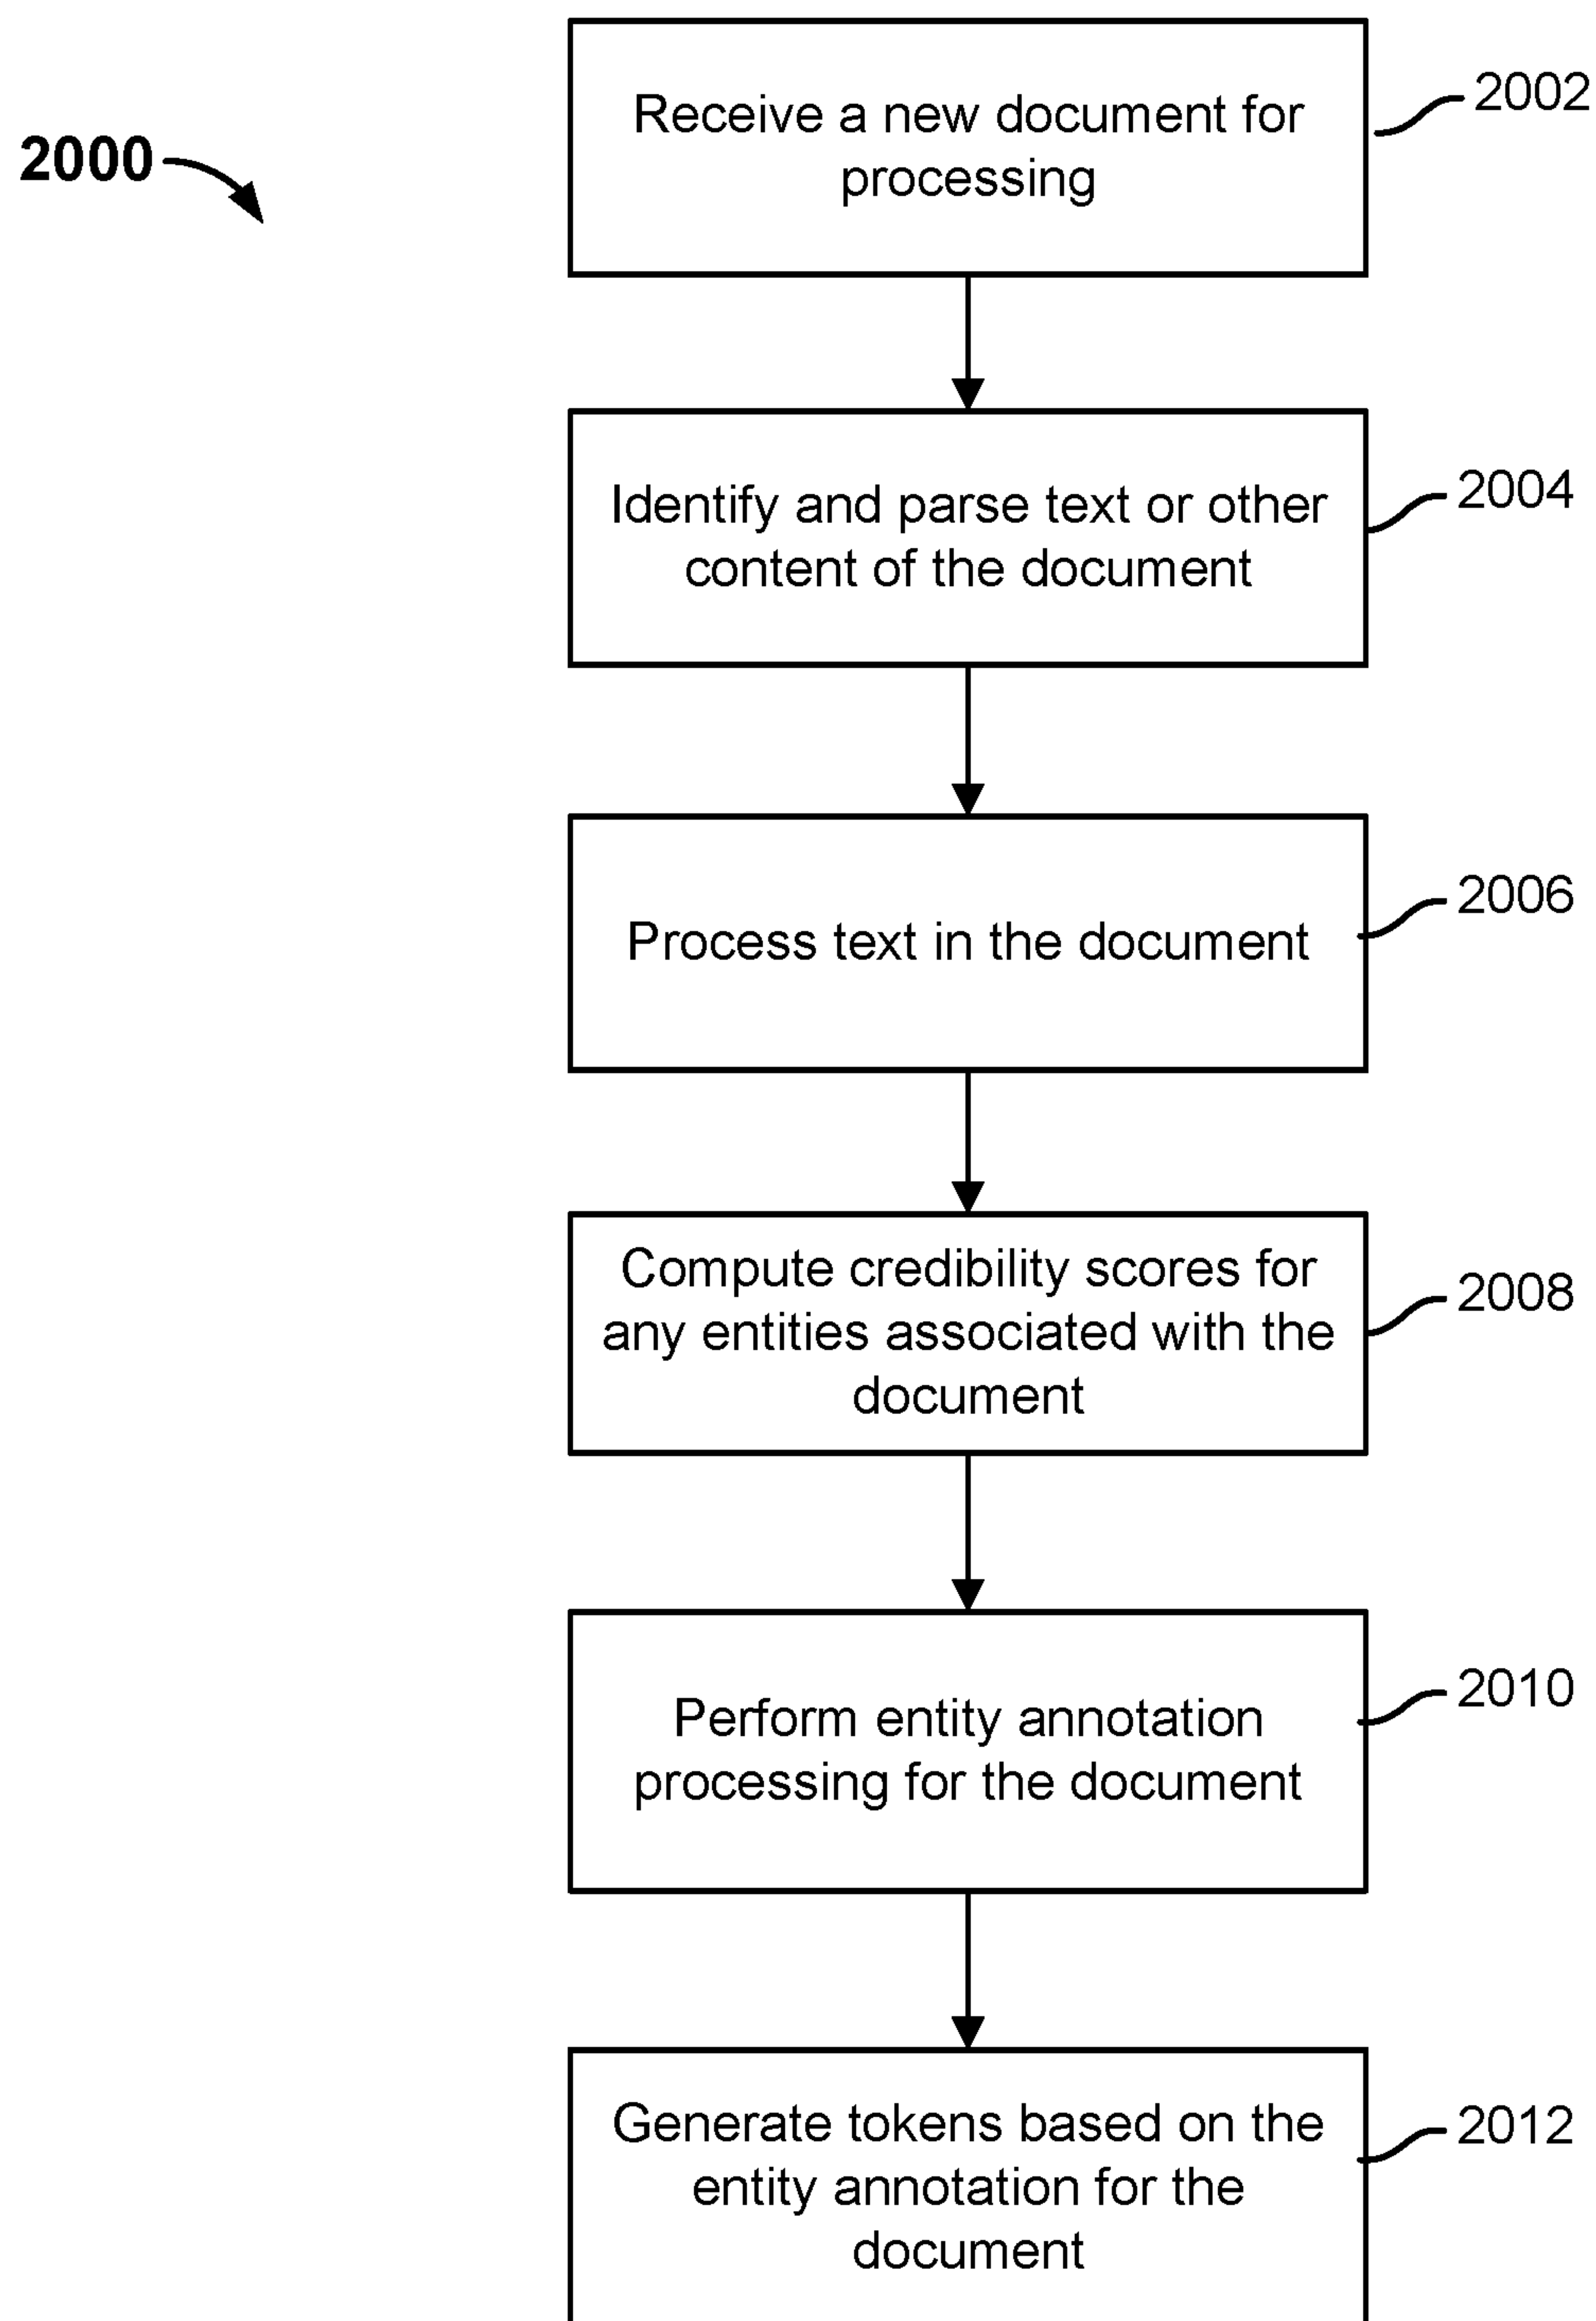 2000
Receive a new document for
processing
2002
Identify and parse text or other
content of the document
2004
Process text in the document
2006
Compute credibility scores for
any entities associated with the
document
2008
Perform entity annotation
processing for the document
2010
Generate tokens based on the
entity annotation for the
document
2012